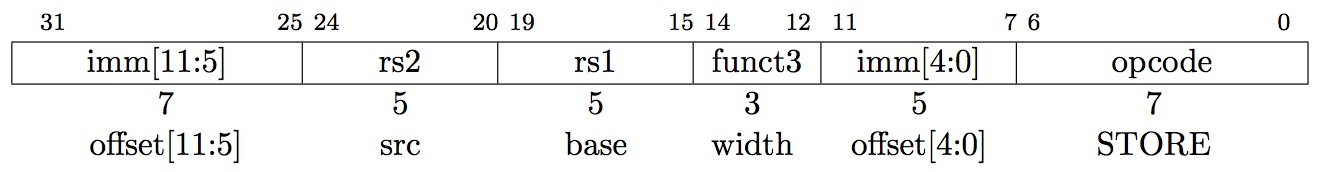 31 25 24 20 19 15 14 12 11 7 6 0
imm[11:5] rs2 rs1 funct3 imm[4:0] opcode
7 5 5 3 5 7
offset[11:5] src base width offset[4:0] STORE